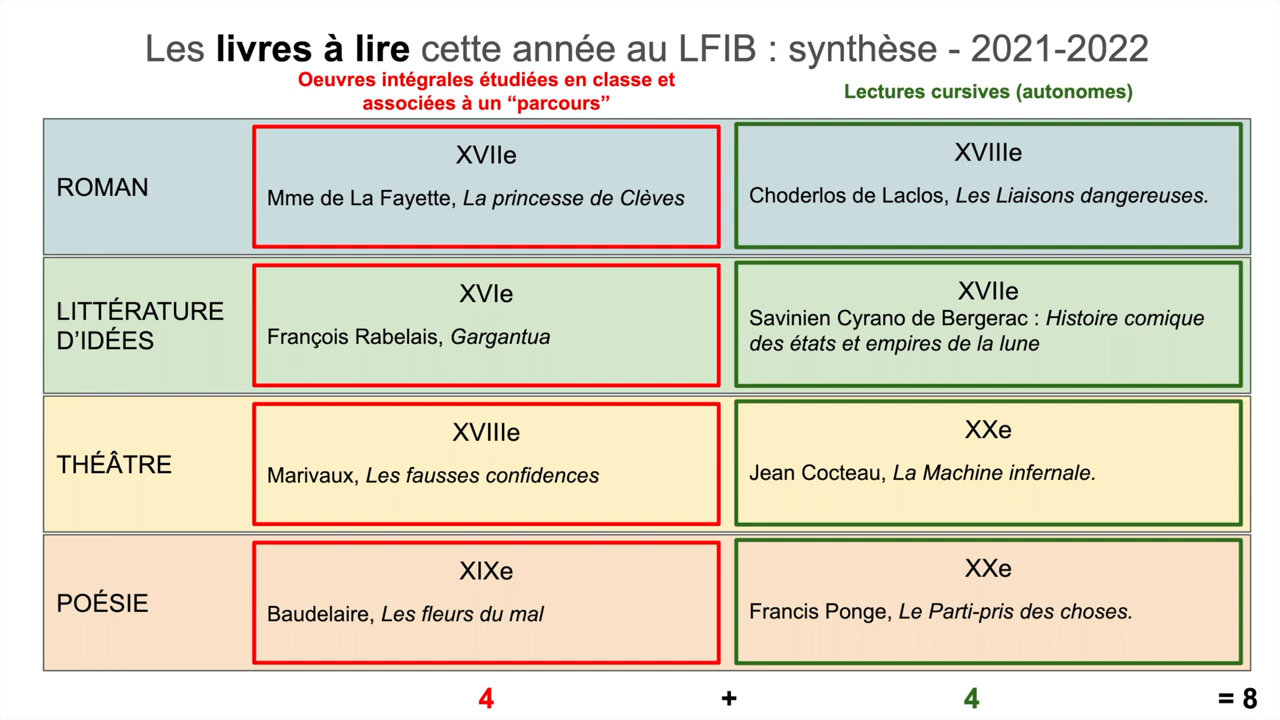 Les livres à lire cette année au LFIB : synthèse - 2021-2022
Oeuvres intégrales étudiées en classe et
associées à un “parcours”
Lectures cursives (autonomes)
ROMAN
XVIIe
Mme de La Fayette, La princesse de Clèves
XVIIIe
Choderlos de Laclos, Les Liaisons dangereuses.
LITTÉRATURE
D’IDÉES
XVIe
François Rabelais, Gargantua
XVIIe
Savinien Cyrano de Bergerac : Histoire comique
des états et empires de la lune
THÉÂTRE
XVIIIe
Marivaux, Les fausses confidences
XXe
Jean Cocteau, La Machine infernale.
POÉSIE
XIXe
Baudelaire, Les fleurs du mal
XXe
Francis Ponge, Le Parti-pris des choses.
4 + 4 = 8